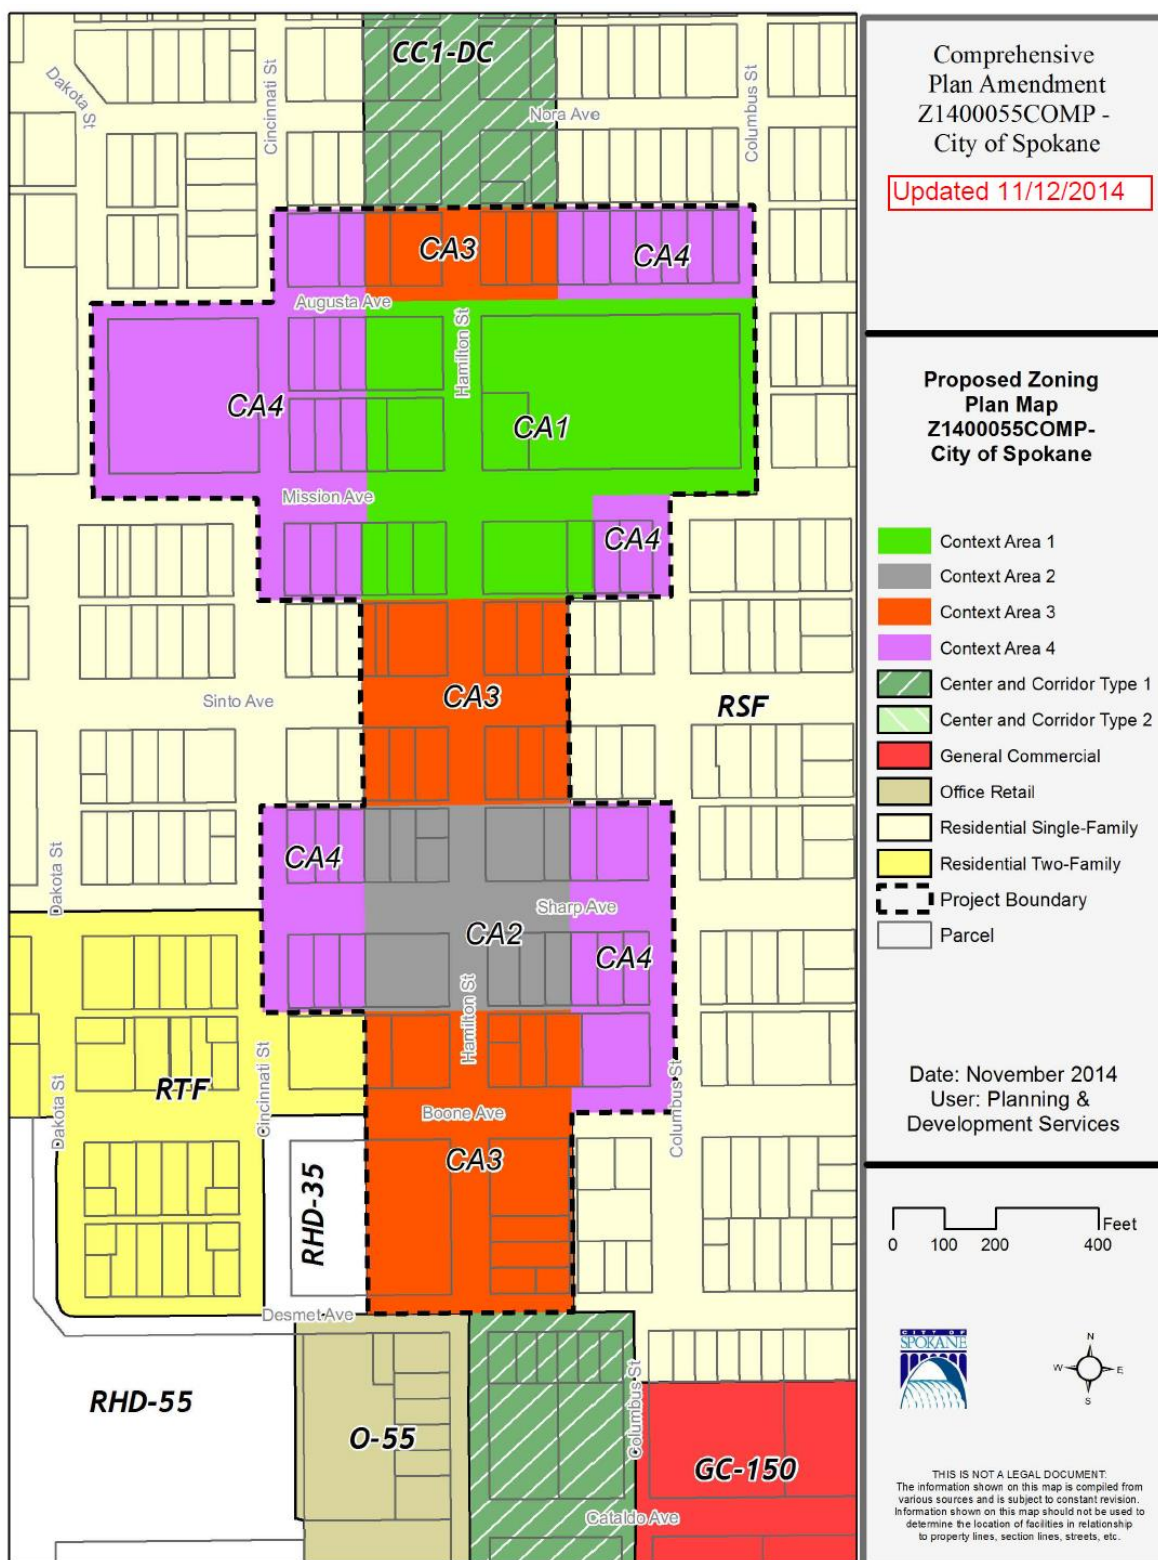 CC1-DC
Dakota St
Cincinnati St
Columbus St
Nora Ave
CA3
CA4
Augusta Ave
Hamilton St
CA4
CA1
Mission Ave
CA4
Sinto Ave
CA3
RSF
Dakota St
CA4
Sharp Ave
CA2
CA4
Hamilton St
RTF
Dakota St
Cincinnati St
Boone Ave
Columbus St
CA3
RHD-35
Desmet Ave
RHD-55
O-55
Columbus St
GC-150
Cataldo Ave
Comprehensive
Plan Amendment
Z1400055COMP -
City of Spokane
Updated 11/12/2014
Proposed Zoning
Plan Map
Z1400055COMP-
City of Spokane
Context Area 1
Context Area 2
Context Area 3
Context Area 4
Center and Corridor Type 1
Center and Corridor Type 2
General Commercial
Office Retail
Residential Single-Family
Residential Two-Family
Project Boundary
Parcel
Date: November 2014
User: Planning &
Development Services
Feet
0 100 200 400
CITY OF
SPOKANE
N
W E
S
THIS IS NOT A LEGAL DOCUMENT:
The information shown on this map is compiled from
various sources and is subject to constant revision.
Information shown on this map should not be used to
determine the location of facilities in relationship
to property lines, section lines, streets, etc.